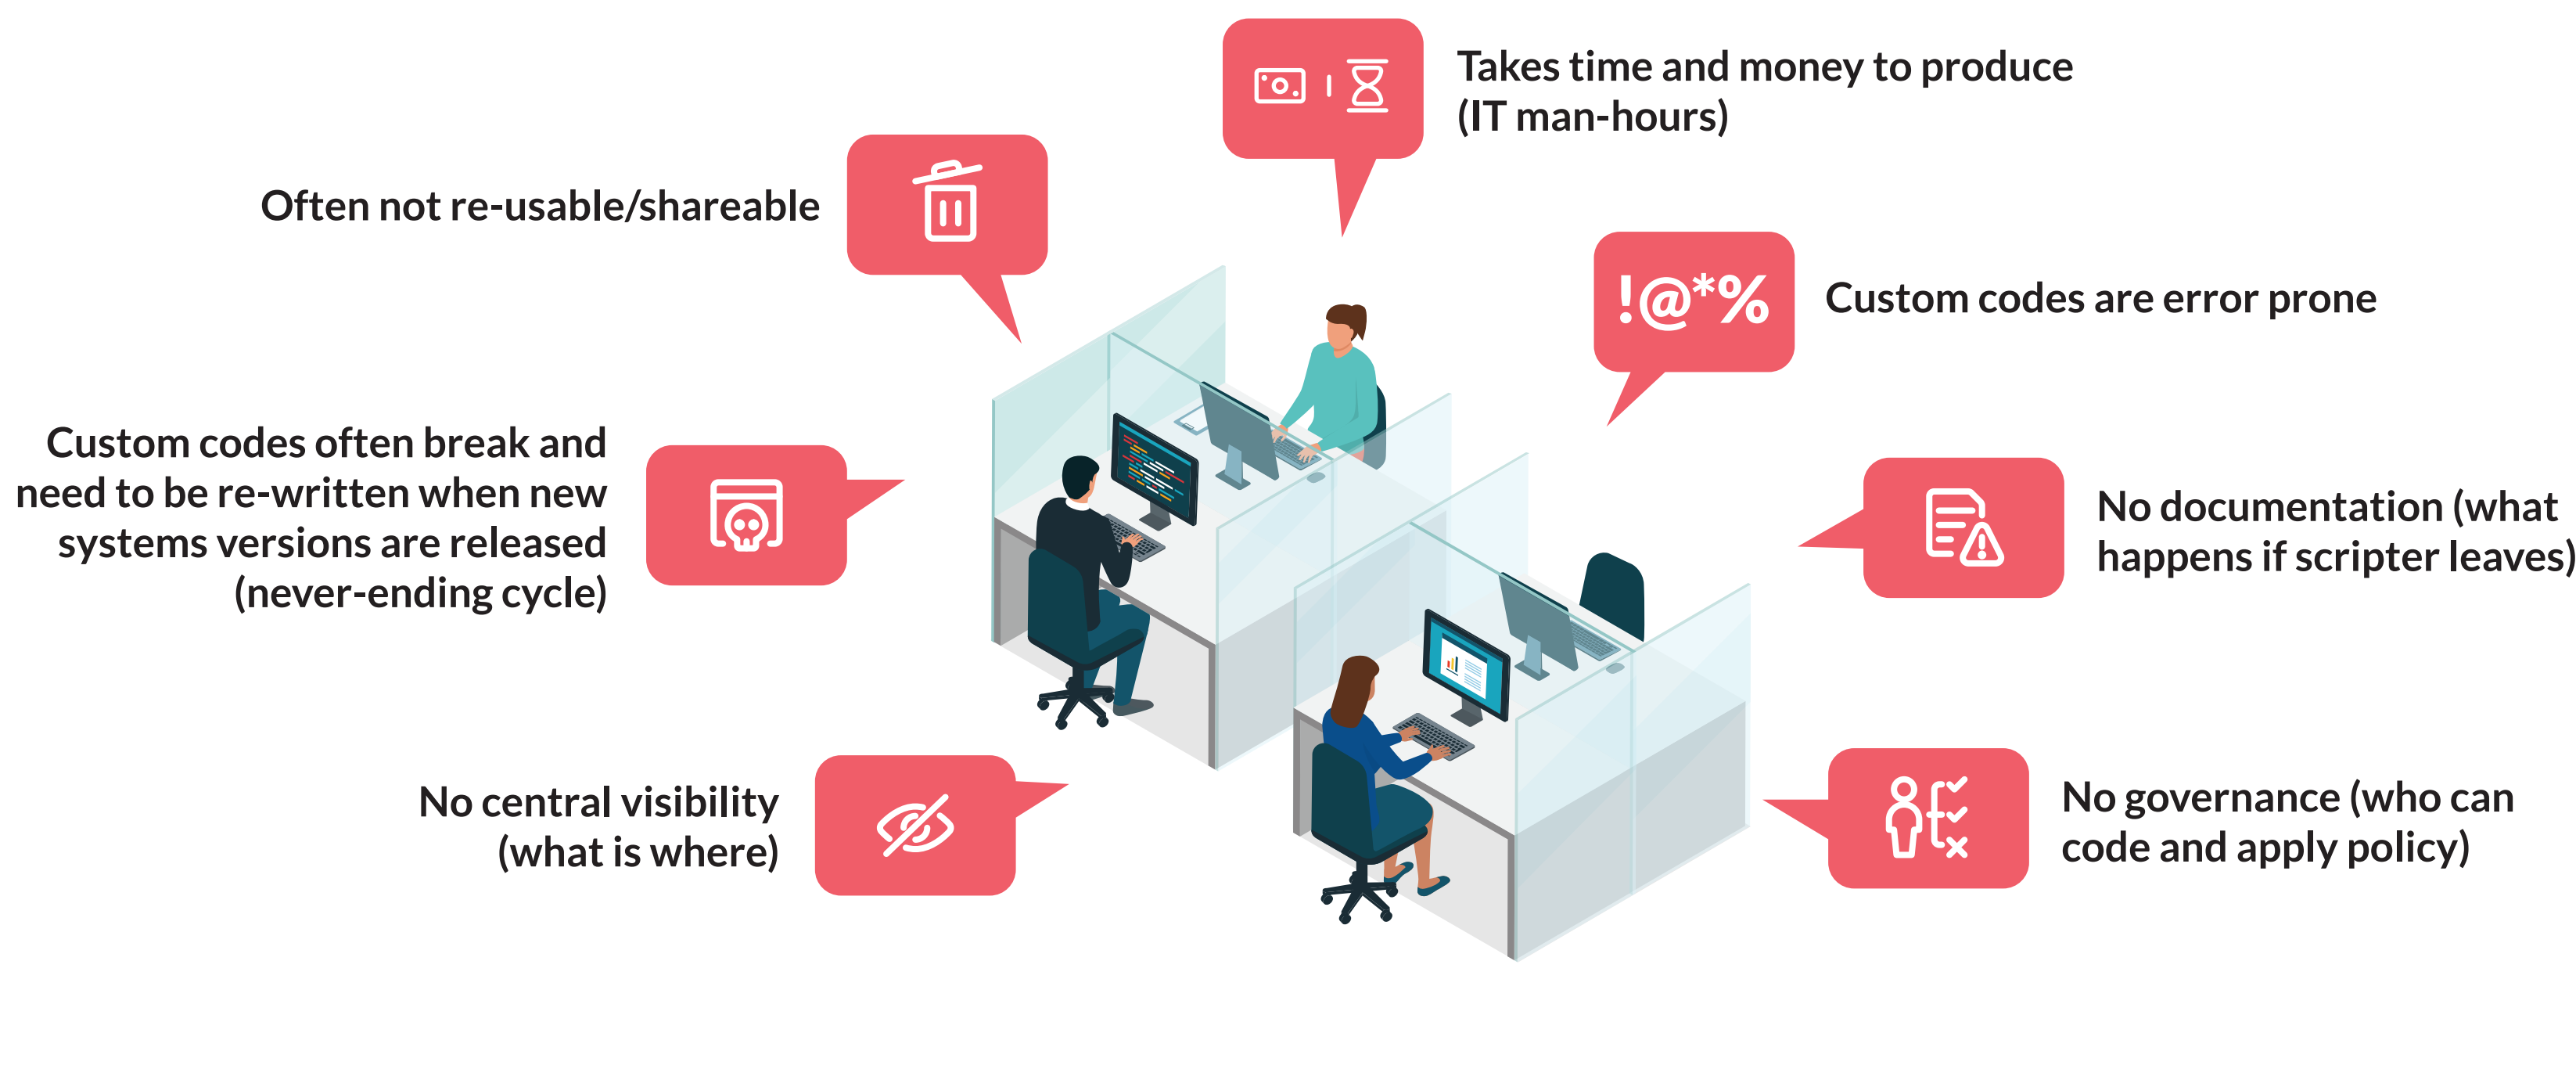 Takes time and money to produce
(IT man-hours)
Often not re-usable/shareable
!@*%
Custom codes are error prone
Custom codes often break and
need to be re-written when new
systems versions are released
(never-ending cycle)
No documentation (what
happens if scripter leaves)
No central visibility
(what is where)
No governance (who can
code and apply policy)